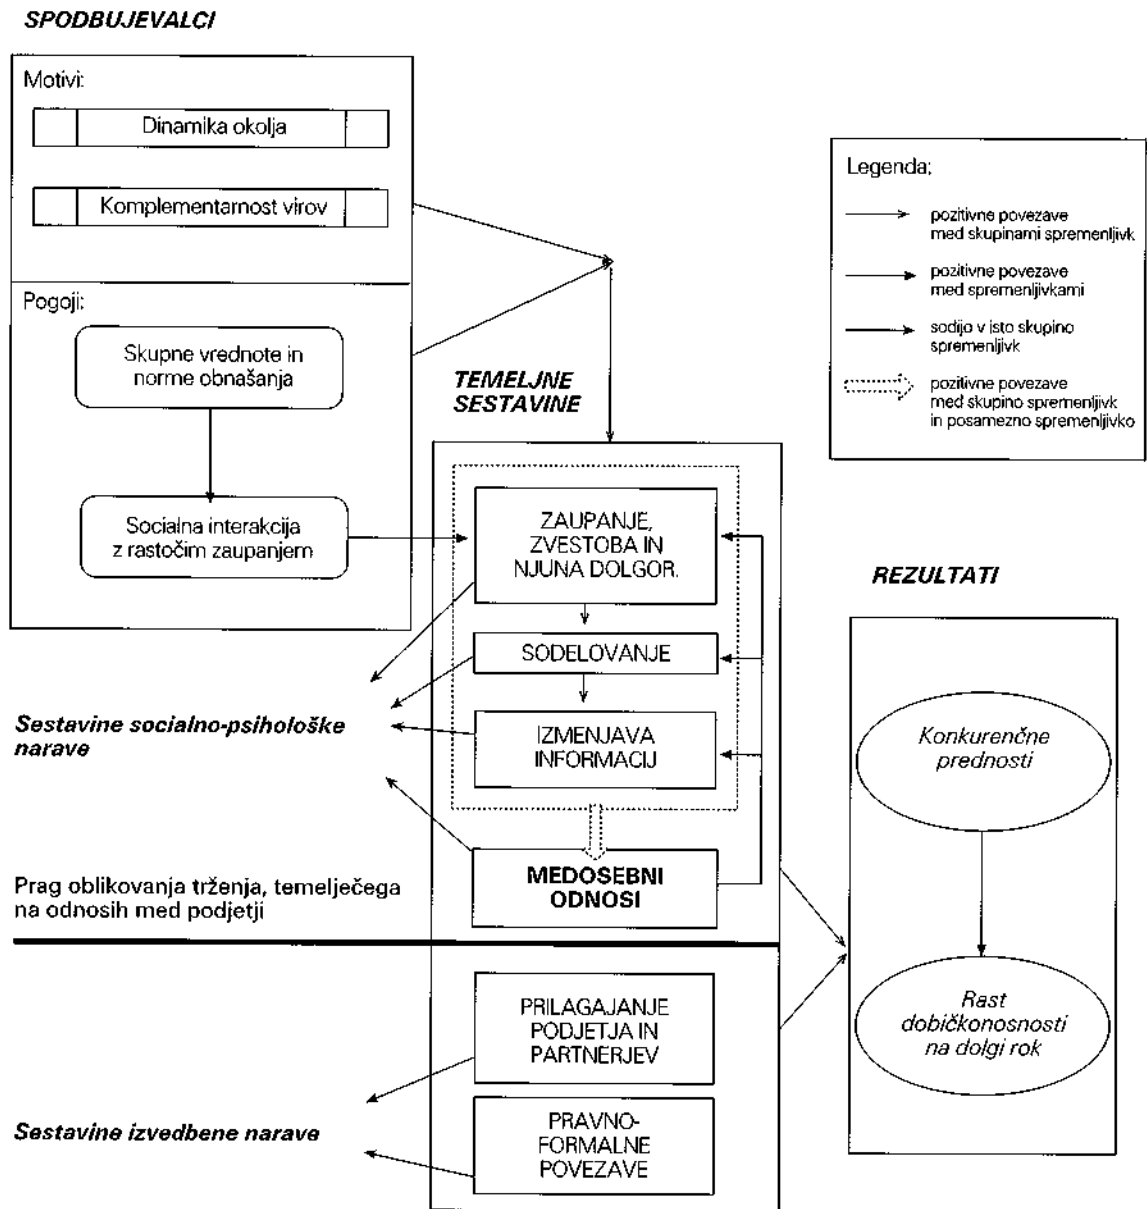 SPODBUJEVALCI
Motivi:
Dinamika okolja
Komplementarnost virov
Pogoji:
Skupne vrednote in
norme obnašanja
Socialna interakcija
z rastočim zaupanjem
Legenda:
pozitivne povezave
med skupinami spremenljivk
pozitivne povezave
med spremenljivkami
sodijo v isto skupino
spremenljivk
pozitivne povezave
med skupino spremenljivk
in posamezno spremenljivko
TEMELJNE
SESTAVINE
ZAUPANJE,
ZVESTOBA IN
NJUNA DOLGOR.
SODELOVANJE
IZMENJAVA
INFORMACIJ
MEDOSEBNI
ODNOSI
Sestavine socialno-psihološke
narave
Prag oblikovanja trženja, temelječega
na odnosih med podjetji
PRILAGAJANJE
PODJETJA IN
PARTNERJEV
PRAVNO-
FORMALNE
POVEZAVE
Sestavine izvedbene narave
REZULTATI
Konkurenčne
prednosti
Rast
dobičkonosnosti
na dolgi rok